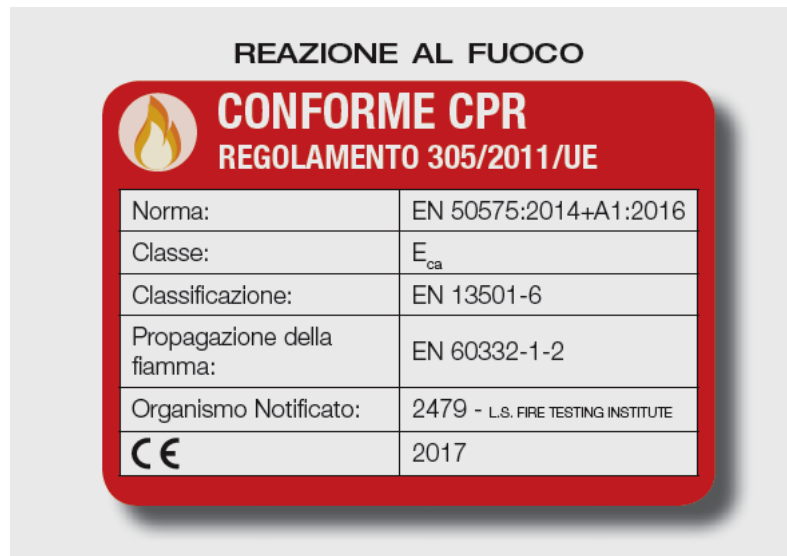 REAZIONE AL FUOCO
CONFORME CPR
REGOLAMENTO 305/2011/UE
Norma: EN 50575:2014+A1:2016
Classe: Eca
Classificazione: EN 13501-6
Propagazione della
fiamma: EN 60332-1-2
Organismo Notificato: 2479 - L.S. FIRE TESTING INSTITUTE
CE 2017